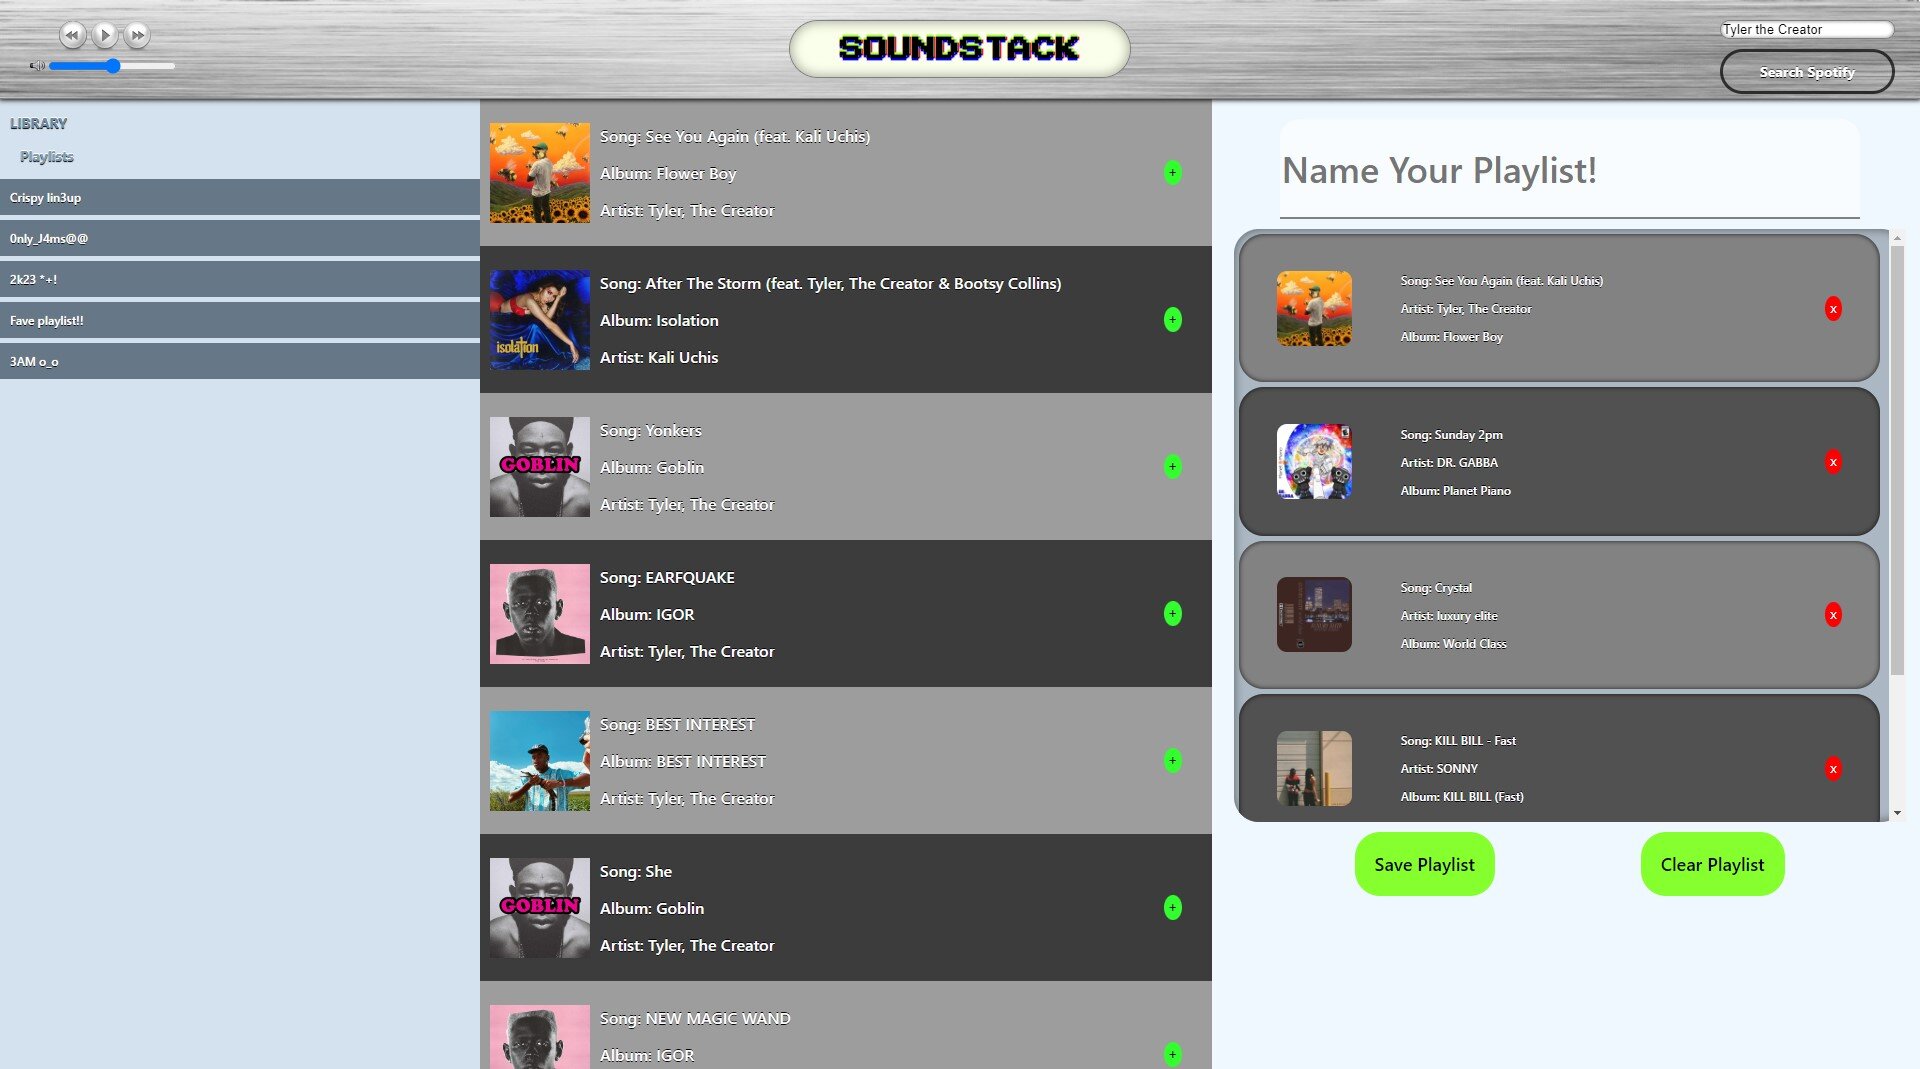 SOUNDSTACK
Tyler the Creator
Search Spotify
LIBRARY
Playlists
Crispy lin3up
0nly_J4ms@@
2k23 *+!
Fave playlist!!
3AM o_o
Song: See You Again (feat. Kali Uchis)
Album: Flower Boy
Artist: Tyler, The Creator
+
Song: After The Storm (feat. Tyler, The Creator & Bootsy Collins)
Album: Isolation
Artist: Kali Uchis
isolation
+
Song: Yonkers
Album: Goblin
Artist: Tyler, The Creator
GOBLIN
+
Song: EARFQUAKE
Album: IGOR
Artist: Tyler, The Creator
+
Song: BEST INTEREST
Album: BEST INTEREST
Artist: Tyler, The Creator
+
Song: She
Album: Goblin
Artist: Tyler, The Creator
GOBLIN
+
Song: NEW MAGIC WAND
Album: IGOR
+
Name Your Playlist!
Song: See You Again (feat. Kali Uchis)
Artist: Tyler, The Creator
Album: Flower Boy
x
Song: Sunday 2pm
Artist: DR. GABBA
Album: Planet Piano
x
Song: Crystal
Artist: luxury elite
Album: World Class
x
Song: KILL BILL - Fast
Artist: SONNY
Album: KILL BILL (Fast)
x
Save Playlist
Clear Playlist